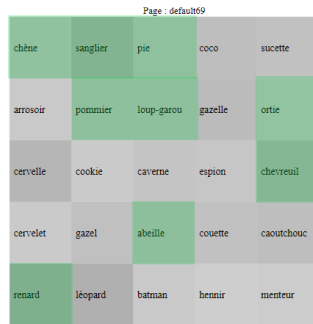 Page : default69
chêne sanglier pie coco sucette
arrosoir pommier loup-garou gazelle ortie
cervelle cookie caverne espion chevreuil
cervelet gazel abeille couette caoutchouc
renard léopard batman hennir menteur